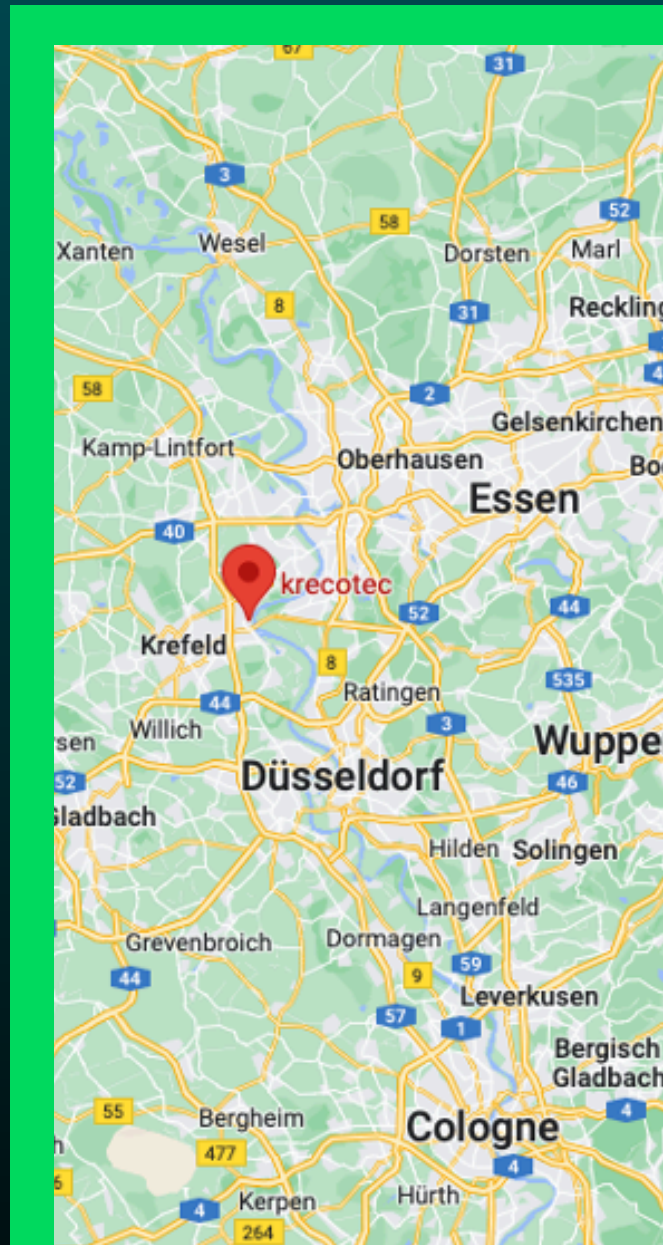 67
31
3
52
58
Xanten
Wesel
Dorsten
Marl
8
31
Reckling
4
58
2
Gelsenkirchen
Kamp-Lintfort
Oberhausen
Bo
Essen
40
krecotec
52
44
Krefeld
8
535
44
Ratingen
3
Willich
rsen
Wuppe
52
Düsseldorf
46
Gladbach
Hilden
Solingen
Langenfeld
Grevenbroich
Dormagen
59
44
9
Leverkusen
57
1
Bergisch
Gladbach
55
Bergheim
Cologne
4
h
477
4
6
Kerpen
Hürth
4
264